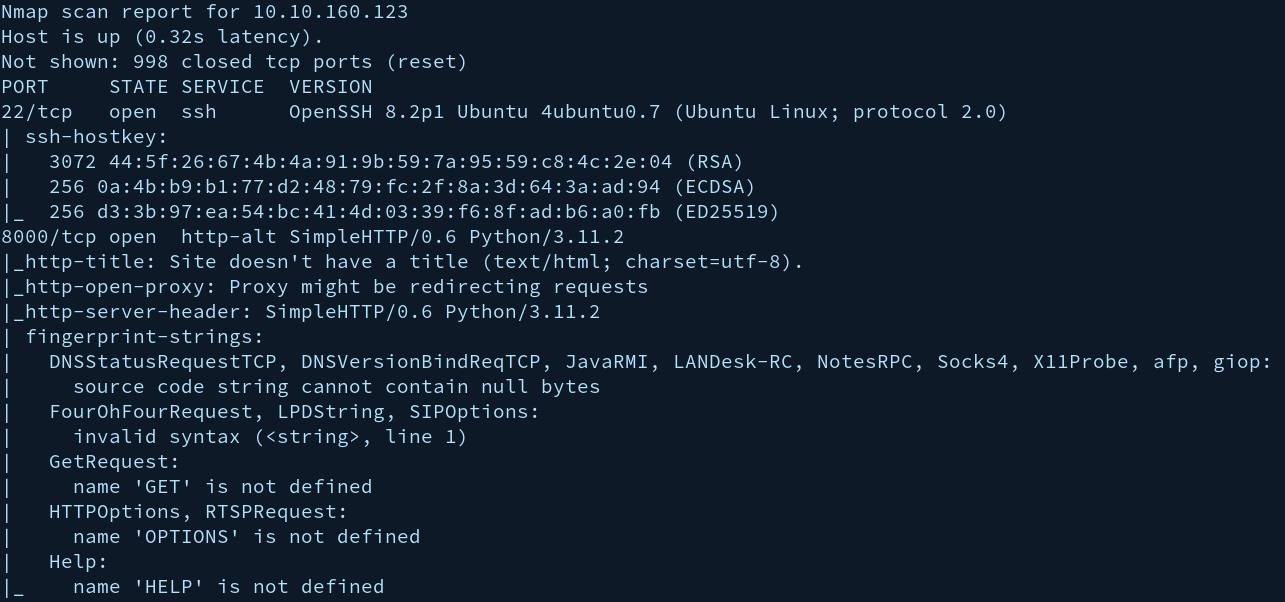 Nmap scan report for 10.10.160.123
Host is up (0.32s latency).
Not shown: 998 closed tcp ports (reset)
PORT     STATE SERVICE  VERSION
22/tcp   open  ssh      OpenSSH 8.2p1 Ubuntu 4ubuntu0.7 (Ubuntu Linux; protocol 2.0)
| ssh-hostkey:
|   3072 44:5f:26:67:4b:4a:91:9b:59:7a:95:59:c8:4c:2e:04 (RSA)
|   256 0a:4b:b9:b1:77:d2:48:79:fc:2f:8a:3d:64:3a:ad:94 (ECDSA)
|_  256 d3:3b:97:ea:54:bc:41:4d:03:39:f6:8f:ad:b6:a0:fb (ED25519)
8000/tcp open  http-alt SimpleHTTP/0.6 Python/3.11.2
|_http-title: Site doesn't have a title (text/html; charset=utf-8).
|_http-open-proxy: Proxy might be redirecting requests
|_http-server-header: SimpleHTTP/0.6 Python/3.11.2
| fingerprint-strings:
|   DNSStatusRequestTCP, DNSVersionBindReqTCP, JavaRMI, LANDesk-RC, NotesRPC, Socks4, X11Probe, afp, giop:
|     source code string cannot contain null bytes
|   FourOhFourRequest, LPDString, SIPOptions:
|     invalid syntax (<string>, line 1)
|   GetRequest:
|     name 'GET' is not defined
|   HTTPOptions, RTSPRequest:
|     name 'OPTIONS' is not defined
|   Help:
|_    name 'HELP' is not defined